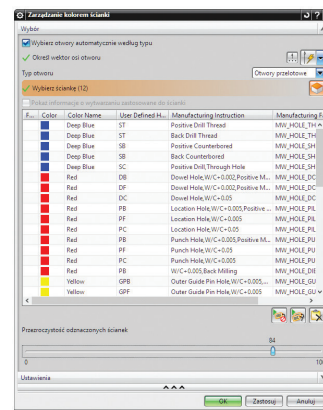 Zarządzanie kolorem ścianki
Wybór
Wybierz otwory automatycznie według typu
Określ wektor osi otworu
Typ otworu Otwory przelotowe
Wybierz ściankę (12)
Pokaż informacje o wytwarzaniu zastosowane do ścianki
F... Color Color Name User Defined H... Manufacturing Instruction Manufacturing F
Deep Blue ST Positive Drill Thread MW_HOLE_TH
Deep Blue ST Back Drill Thread MW_HOLE_TH
Deep Blue SB Positive Counterbored MW_HOLE_SH
Deep Blue SB Back Counterbored MW_HOLE_SH
Deep Blue SC Positive Drill,Through Hole MW_HOLE_SH
Red DB Dowel Hole,W/C+0.002,Positive M... MW_HOLE_DC
Red DF Dowel Hole,W/C+0.002,Positive M... MW_HOLE_DC
Red DC Dowel Hole,W/C+0.05 MW_HOLE_DC
Red PB Location Hole,W/C+0.005,Positive ... MW_HOLE_PIL
Red PF Location Hole,W/C+0.005 MW_HOLE_PIL
Red PC Location Hole,W/C+0.05 MW_HOLE_PIL
Red PB Punch Hole,W/C+0.005,Positive M... MW_HOLE_PU
Red PF Punch Hole,W/C+0.05 MW_HOLE_PU
Red PC Punch Hole,W/C+0.05 MW_HOLE_PU
Red PB W/C+0.005,Back Milling MW_HOLE_DIE
Yellow GPB Outer Guide Pin Hole,W/C+0.005,... MW_HOLE_GU
Yellow GPF Outer Guide Pin Hole,W/C+0.05 MW_HOLE_GU
Przezroczystość odznaczonych ścianek
84
0 10
Ustawienia
OK Zastosuj Anuluj